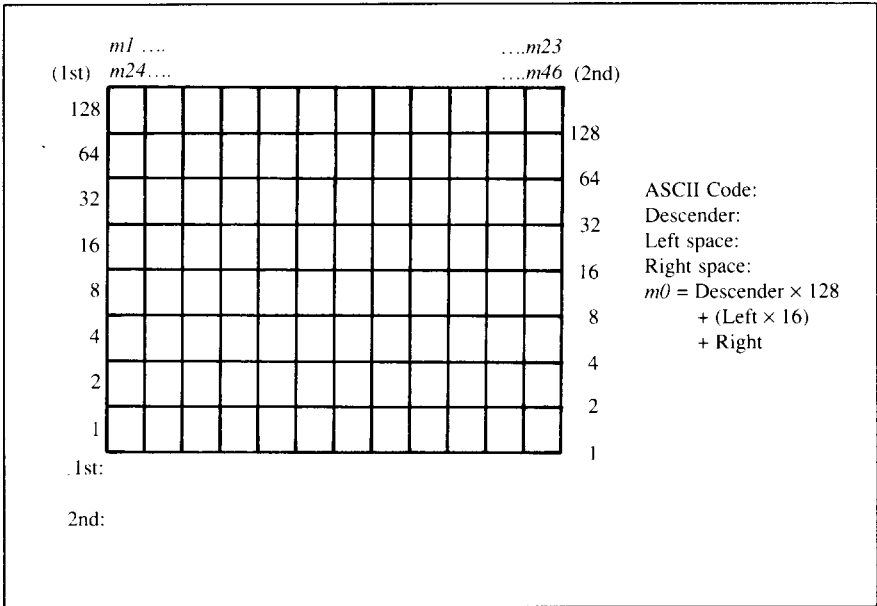 m1 .... ....m23
(1st) m24.... ....m46 (2nd)
128
128
64
64
32
32
16
16
8
8
4
4
2
2
1
1
ASCII Code:
Descender:
Left space:
Right space:
m0 = Descender × 128
+ (Left × 16)
+ Right
1st:
2nd: